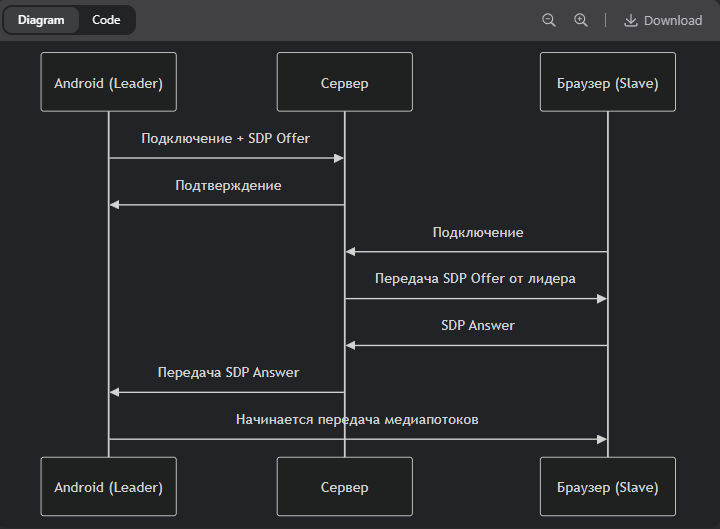 Diagram
Code
Download
Android (Leader)
Сервер
Браузер (Slave)
Подключение + SDP Offer
Подтверждение
Подключение
Передача SDP Offer от лидера
SDP Answer
Передача SDP Answer
Начинается передача медиапотоков
Android (Leader)
Сервер
Браузер (Slave)